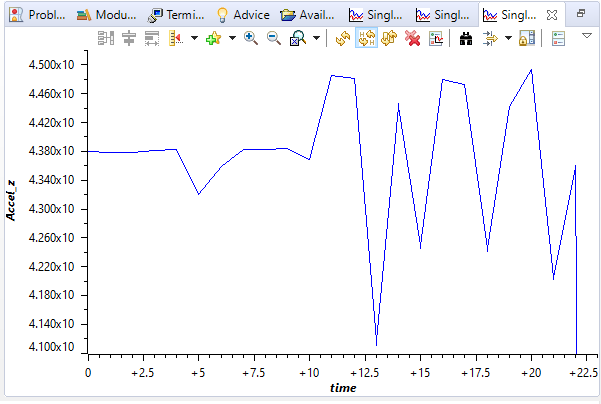 Probl... Modu... Termi... Advice Avail... Singl... Singl... Singl...
4.500x10
4.460x10
4.420x10
4.380x10
4.340x10
4.300x10
4.260x10
4.220x10
4.180x10
4.140x10
4.100x10
Accel_z
0 +2.5 +5 +7.5 +10 +12.5 +15 +17.5 +20 +22.5
time